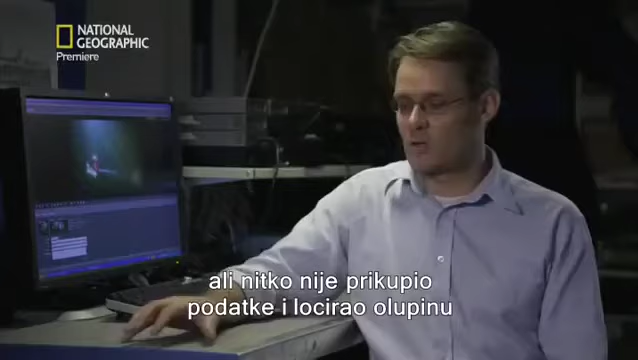 NATIONAL
GEOGRAPHIC
Premiere
ali nitko nije prikupio
podatke i locirao olupinu